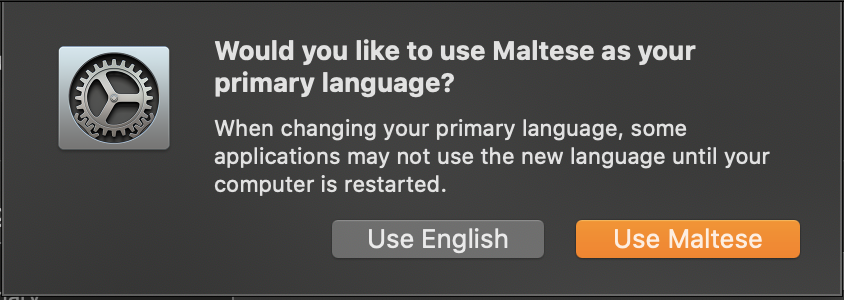 Would you like to use Maltese as your
primary language?
When changing your primary language, some
applications may not use the new language until your
computer is restarted.
Use English
Use Maltese